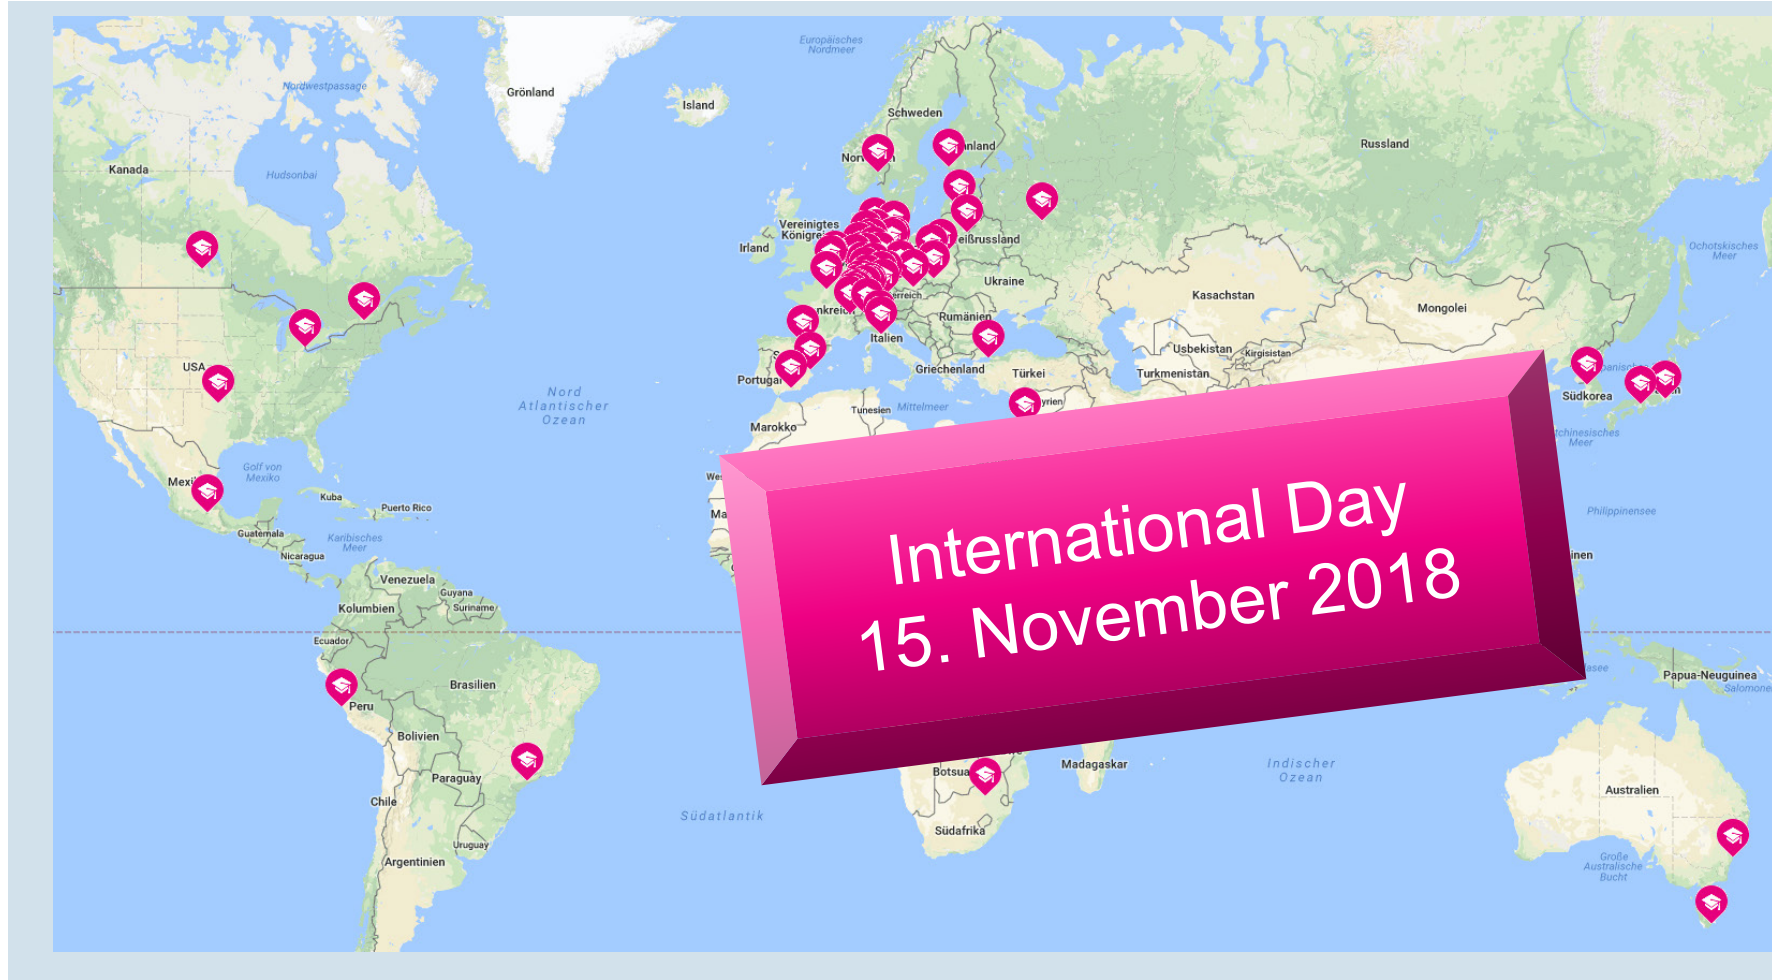 Europäisches
Nordmeer
Nordwestpassage
Grönland
Island
Schweden
Russland
Kanada
Hudsonbai
Vereinigtes
Irland
Ukraine
Ochotskisches
Meer
Kasachstan
Mongolei
Rumänien
Italien
Usbekistan
Kirgisistan
USA
Griechenland
Türkei
Turkmenistan
Portugal
Südkorea
Nord
Atlantischer
Ozean
Tunesien
Mittelmeer
Marokko
Golf von
Mexiko
Kuba
Puerto Rico
Guatemala
Karibisches
Meer
Nicaragua
Philippinensee
International Day
15. November 2018
Venezuela
Guyana
Suriname
Kolumbien
Ecuador
Brasilien
Peru
Papua-Neuguinea
Salomonen
Bolivien
Paraguay
Chile
Madagaskar
Indischer
Ozean
Australien
Südatlantik
Südafrika
Uruguay
Argentinien
Große
Australische
Bucht